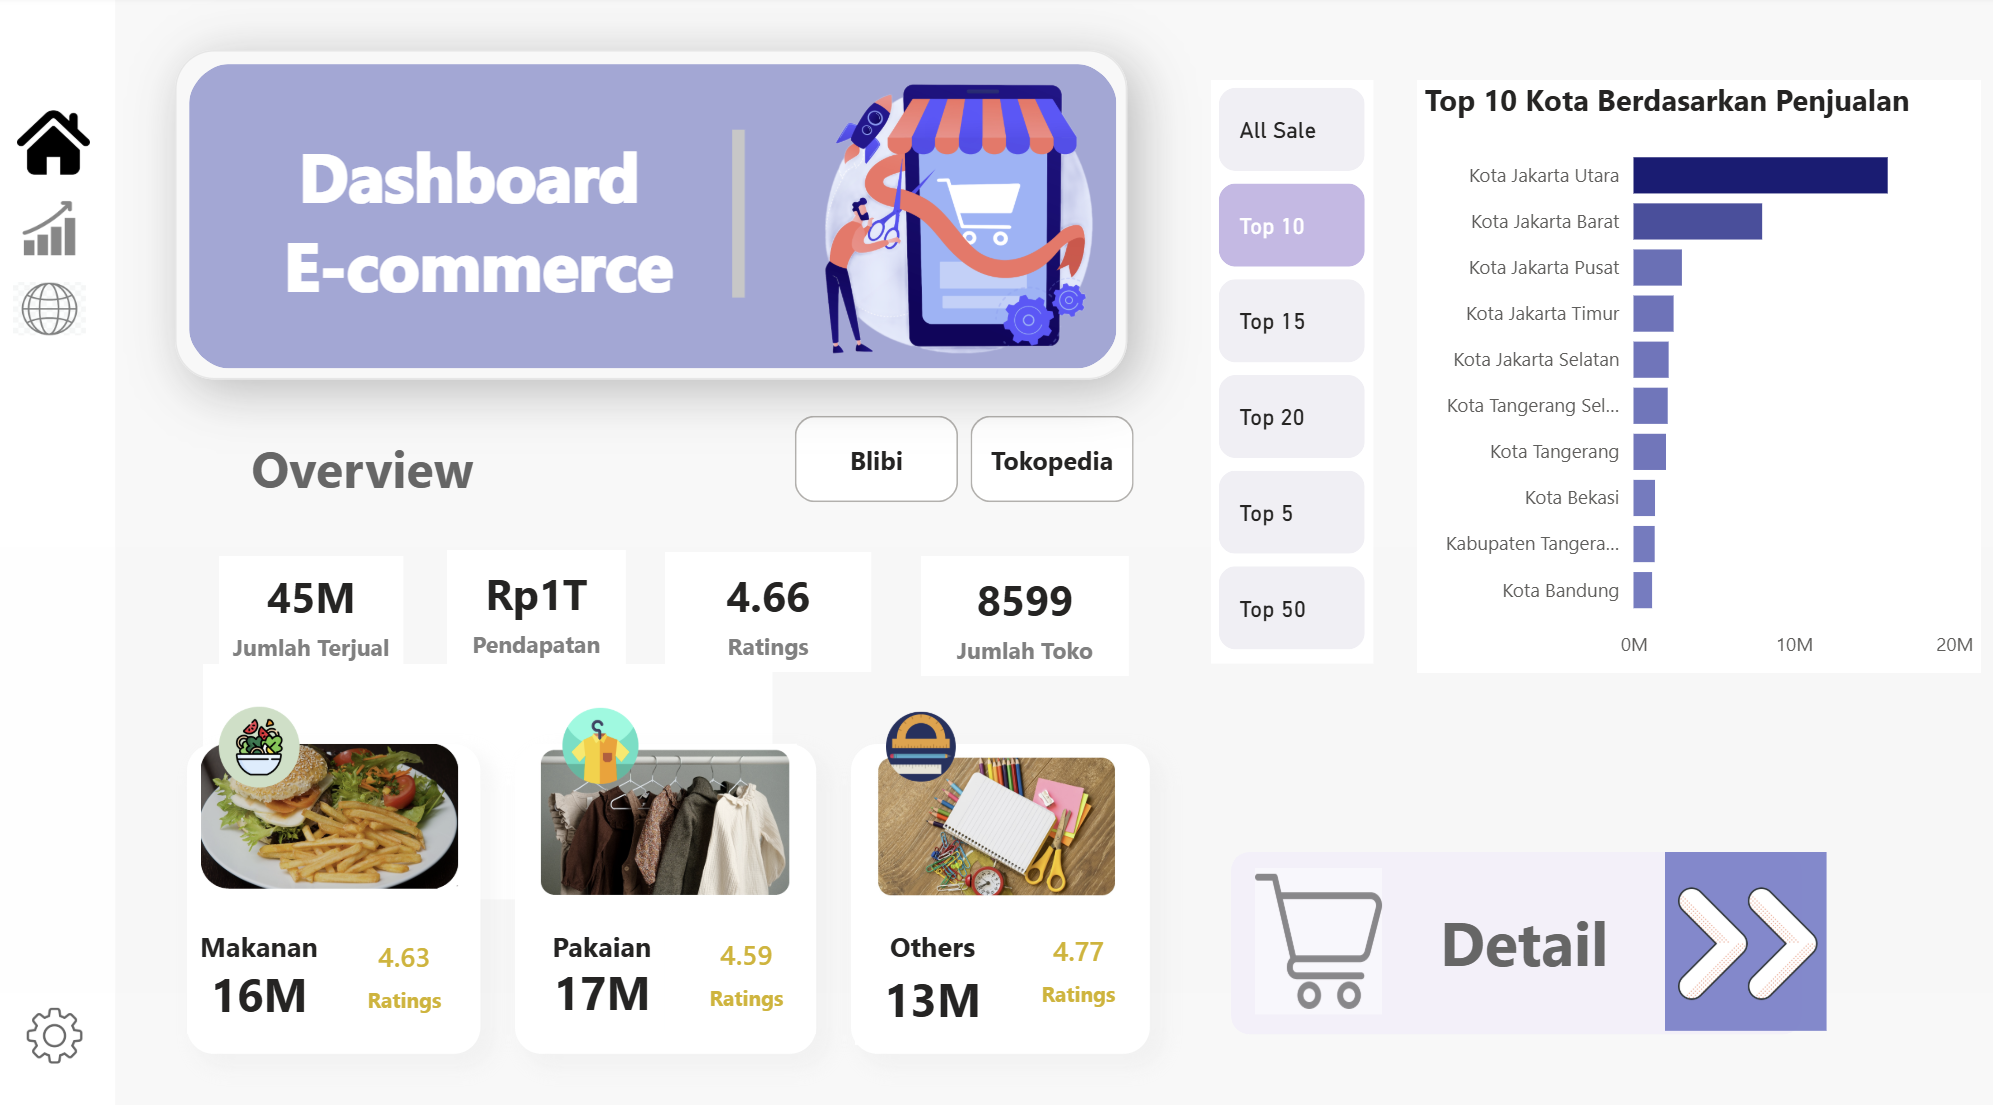 Dashboard
E-commerce
Overview
Blibi
Tokopedia
45M
Jumlah Terjual
Rp1T
Pendapatan
4.66
Ratings
8599
Jumlah Toko
Makanan
16M
4.63
Ratings
Pakaian
17M
4.59
Ratings
Others
13M
4.77
Ratings
All Sale
Top 10
Top 15
Top 20
Top 5
Top 50
Top 10 Kota Berdasarkan Penjualan
Kota Jakarta Utara
Kota Jakarta Barat
Kota Jakarta Pusat
Kota Jakarta Timur
Kota Jakarta Selatan
Kota Tangerang Sel...
Kota Tangerang
Kota Bekasi
Kabupaten Tangera...
Kota Bandung
0M 10M 20M
Detail